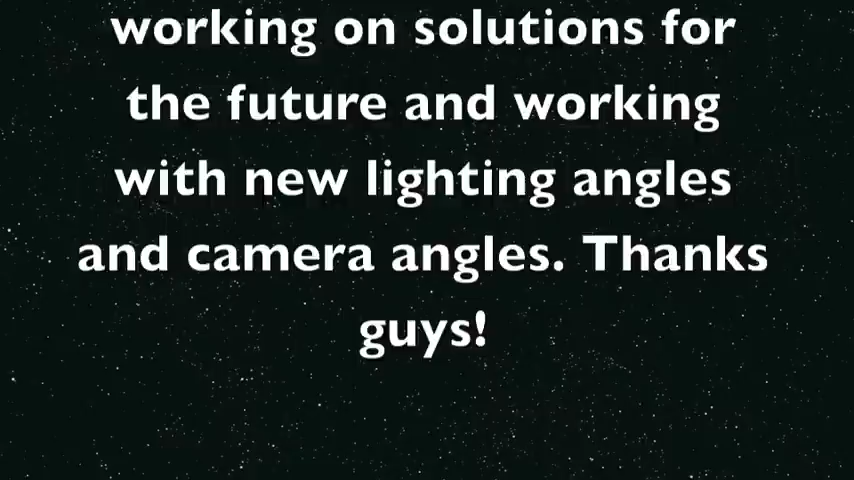 working on solutions for
the future and working
with new lighting angles
and camera angles. Thanks
guys!